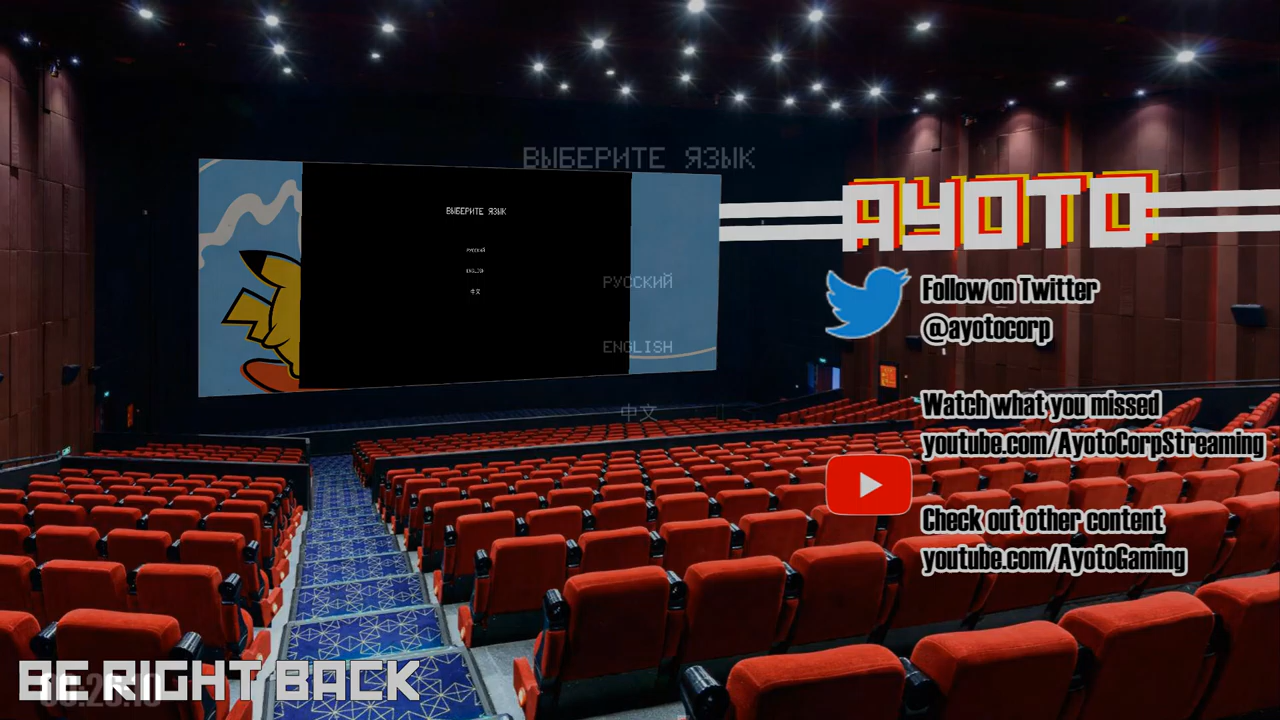 ВЫБЕРИТЕ ЯЗЫК
ВЫБЕРИТЕ ЯЗЫК
РУССКИЙ
ENGLISH
中文
РУССКИЙ
ENGLISH
中文
AYOTO
Follow on Twitter
@ayotocorp
Watch what you missed
youtube.com/AyotoCorpStreaming
Check out other content
youtube.com/AyotoGaming
BE RIGHT BACK